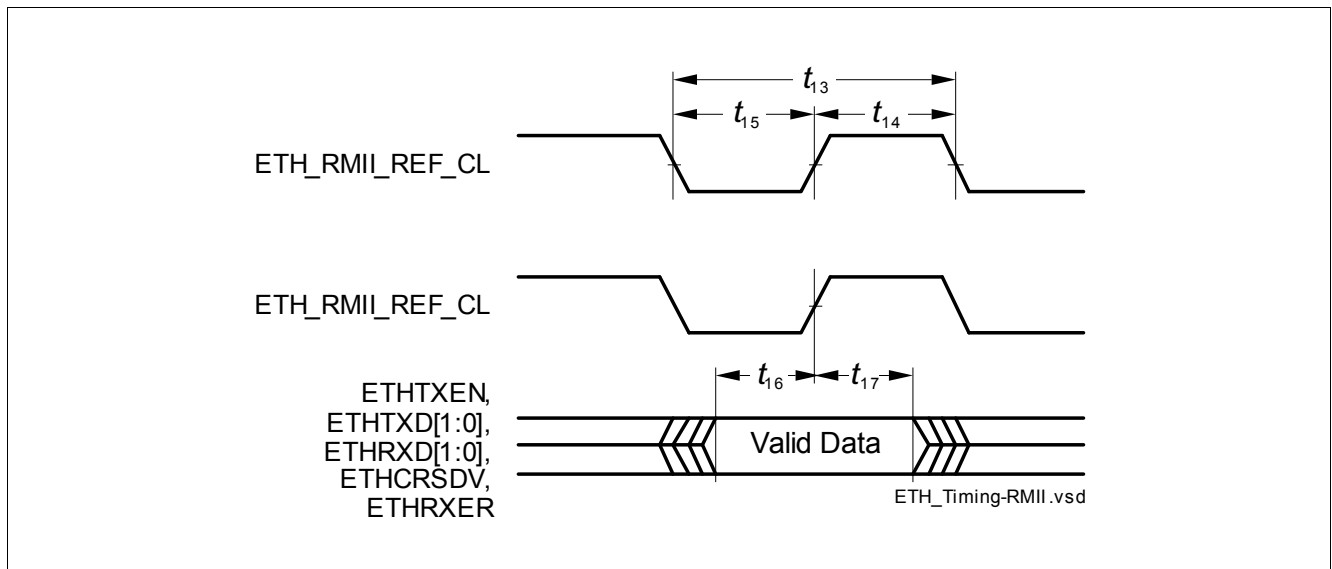 t13
t15
t14
ETH_RMII_REF_CL
ETH_RMII_REF_CL
t16
t17
ETHTXEN,
ETHTXD[1:0],
ETHRXD[1:0],
ETHCRSDV,
ETHRXER
Valid Data
ETH_Timing-RMII.vsd